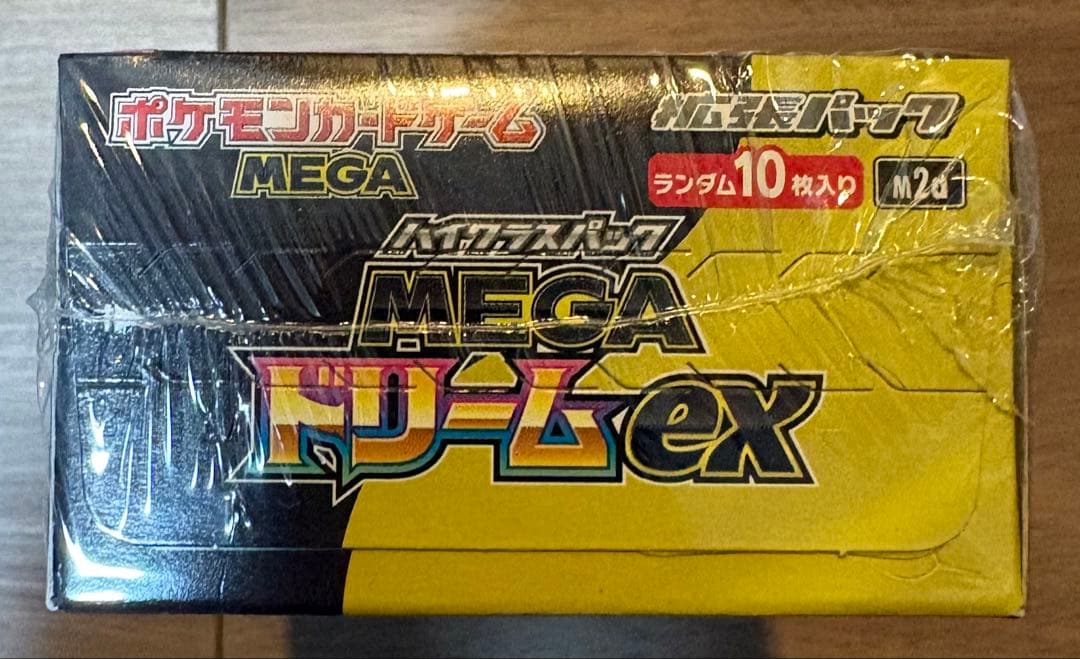 ポケモンカードゲーム
MEGA
拡張パック
ランダム10枚入り
M2a
ハイクラスパック
MEGA
ドリームex